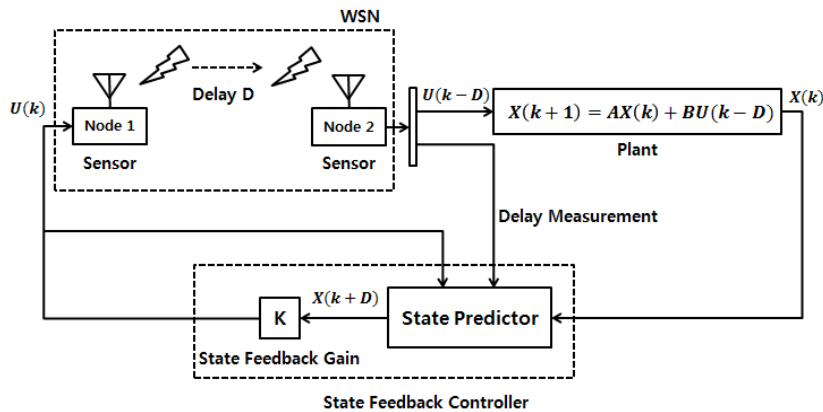 WSN
Delay D
U(k)
Node 1
Node 2
Sensor
Sensor
U(k − D)
X(k + 1) = AX(k) + BU(k − D)
X(k)
Plant
Delay Measurement
X(k + D)
K
State Predictor
State Feedback Gain
State Feedback Controller